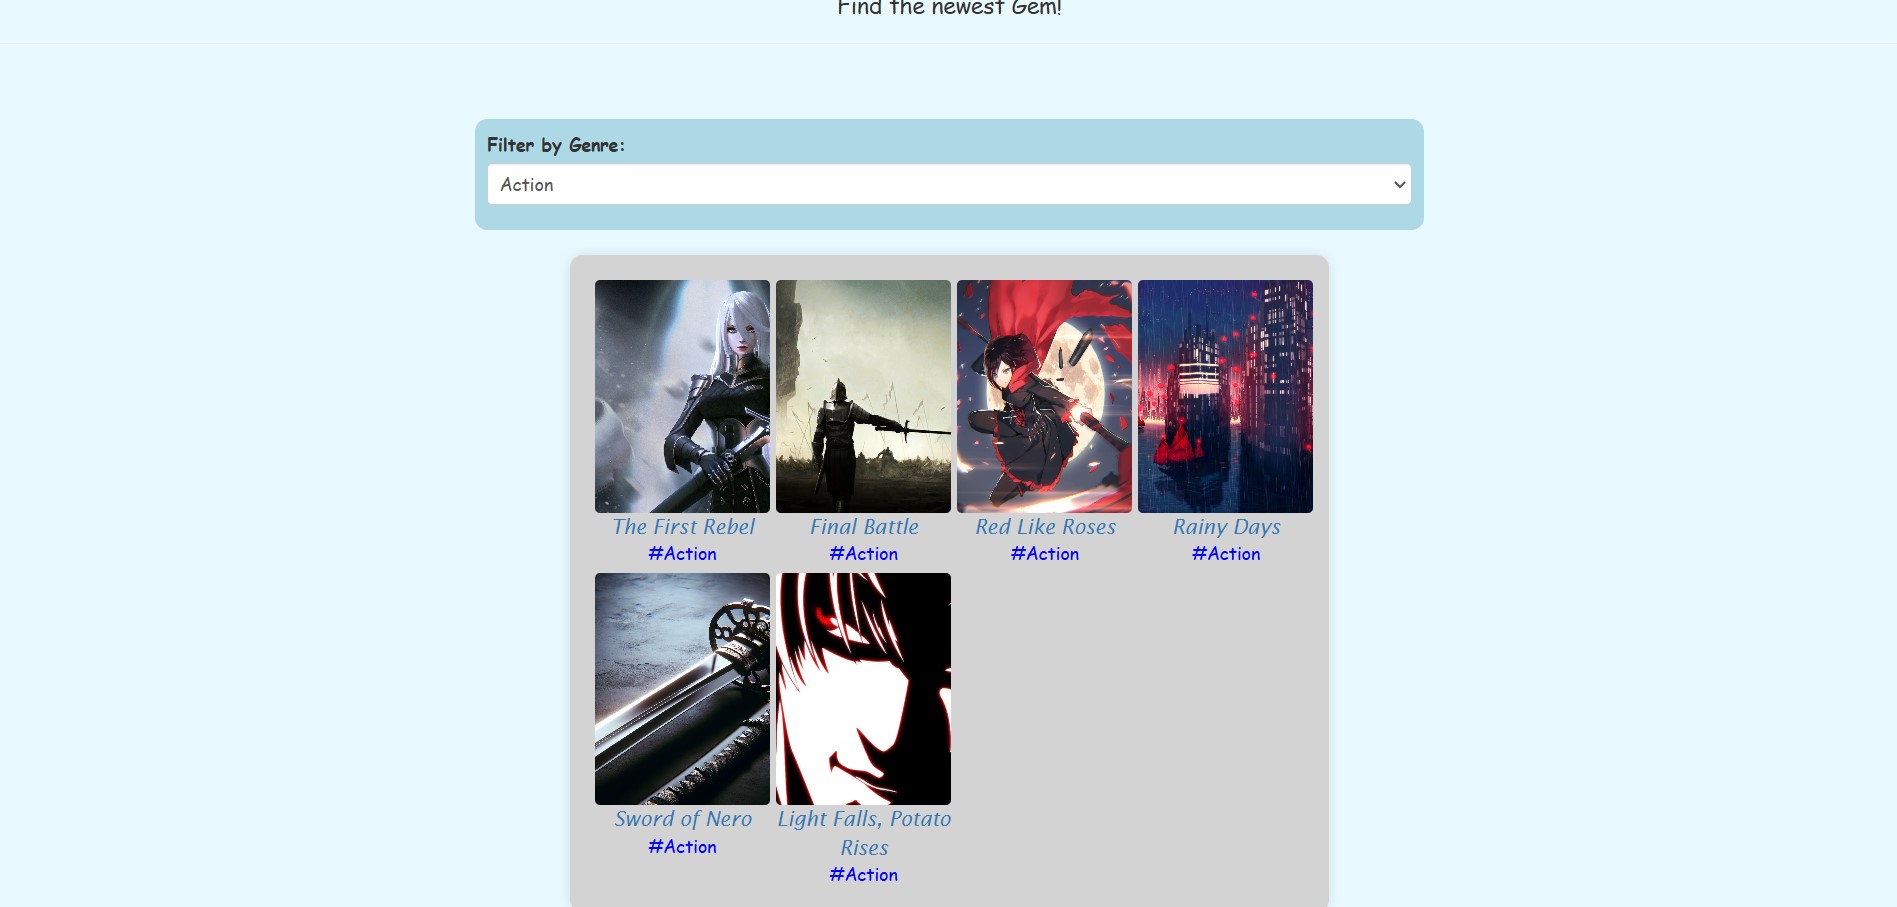 Find the newest Gem!
Filter by Genre:
Action
The First Rebel
#Action
Final Battle
#Action
Red Like Roses
#Action
Rainy Days
#Action
Sword of Nero
#Action
Light Falls, Potato
Rises
#Action